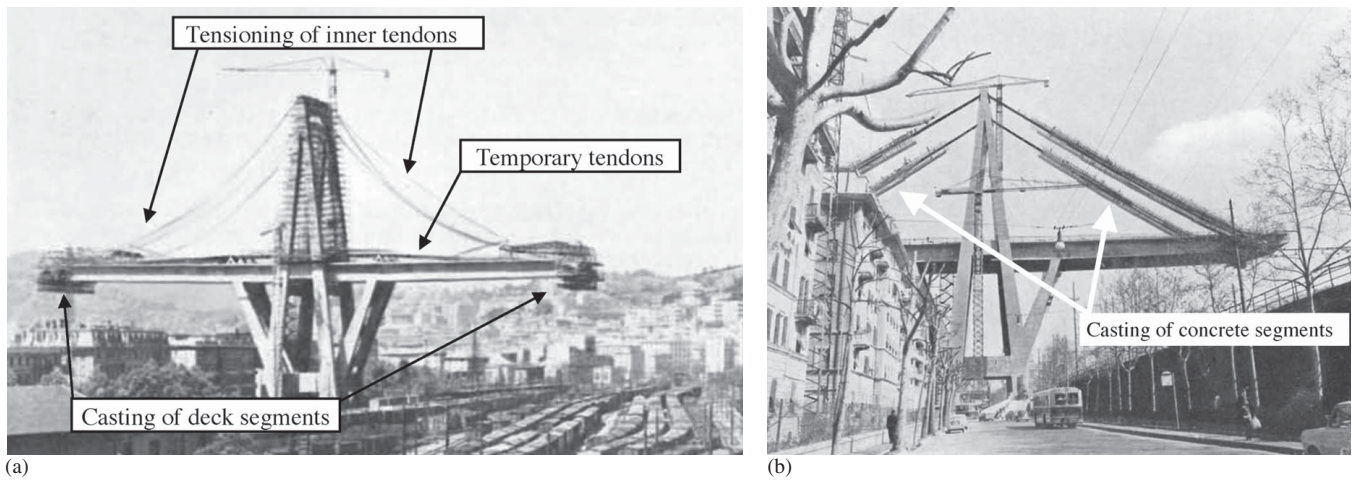 Tensioning of inner tendons
Temporary tendons
Casting of deck segments
(a)
Casting of concrete segments
(b)